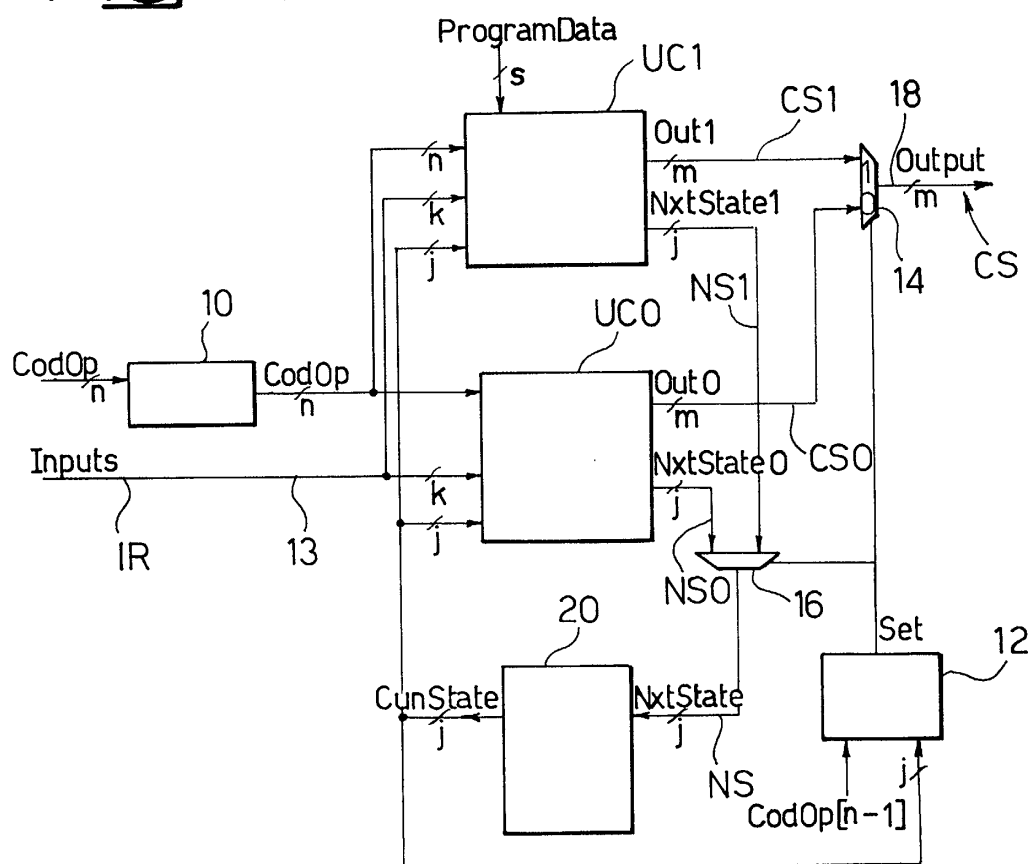 ProgramData
s
UC1
Out1
CS1
18
n
m
1
Output
m
k
NxtState1
0
j
j
CS
14
NS1
10
UC0
CodOp
n
CodOp
n
Out0
m
Inputs
NxtState0
CS0
k
j
j
IR
13
NS0
16
20
Set
12
CunState
NxtState
j
j
NS
j
CodOp[n-1]